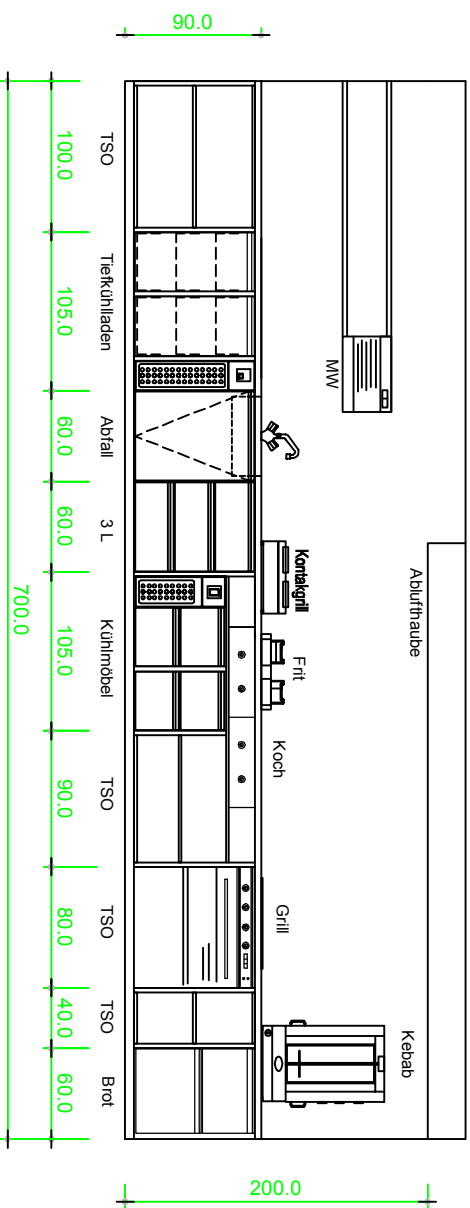 Ablufthaube
Kebab
MW
Kontakgrill
Frit
Koch
Grill
90.0
200.0
TSO
Tiefkühlladen
Abfall
3 L
Kühlmöbel
TSO
TSO
TSO
Brot
100.0
105.0
60.0
60.0
105.0
90.0
80.0
40.0
60.0
700.0